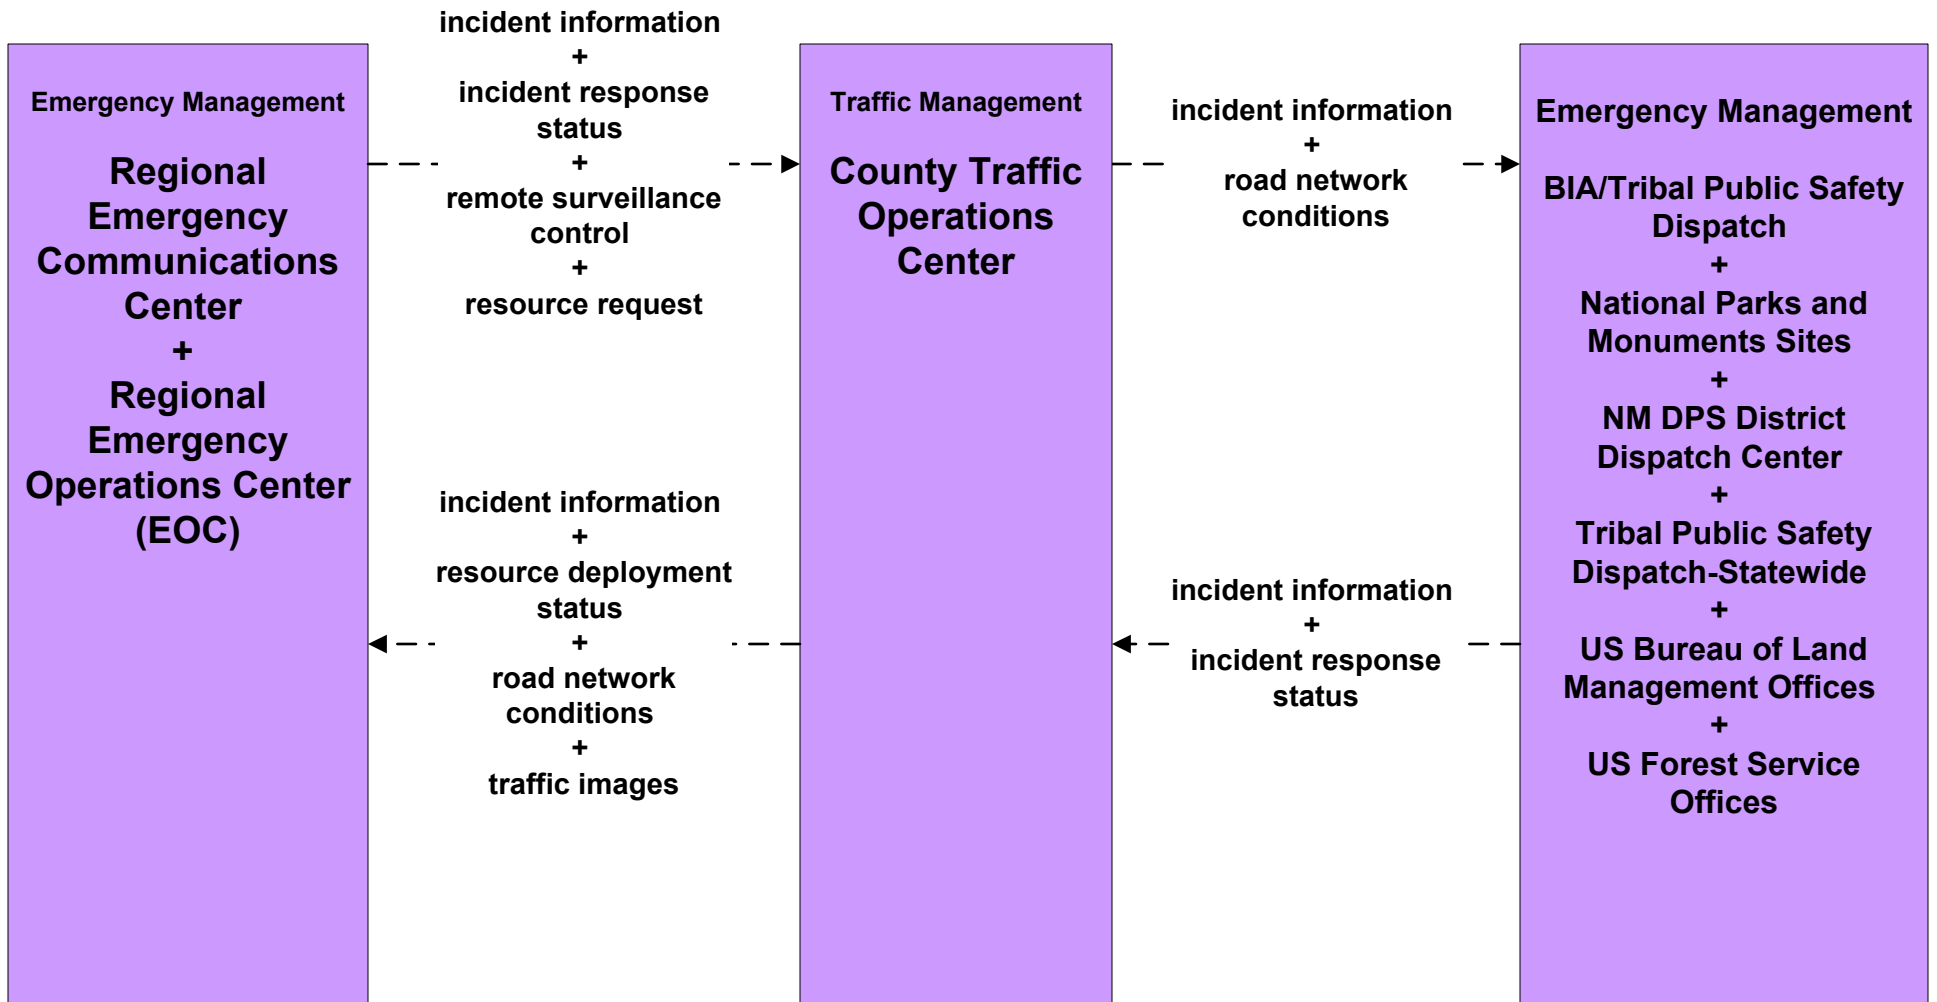 Emergency Management
Regional
Emergency
Communications
Center
+
Regional
Emergency
Operations Center
(EOC)
incident information
+
incident response
status
+
remote surveillance
control
+
resource request
incident information
+
resource deployment
status
+
road network
conditions
+
traffic images
Traffic Management
County Traffic
Operations
Center
incident information
+
road network
conditions
incident information
+
incident response
status
Emergency Management
BIA/Tribal Public Safety
Dispatch
+
National Parks and
Monuments Sites
+
NM DPS District
Dispatch Center
+
Tribal Public Safety
Dispatch-Statewide
+
US Bureau of Land
Management Offices
+
US Forest Service
Offices